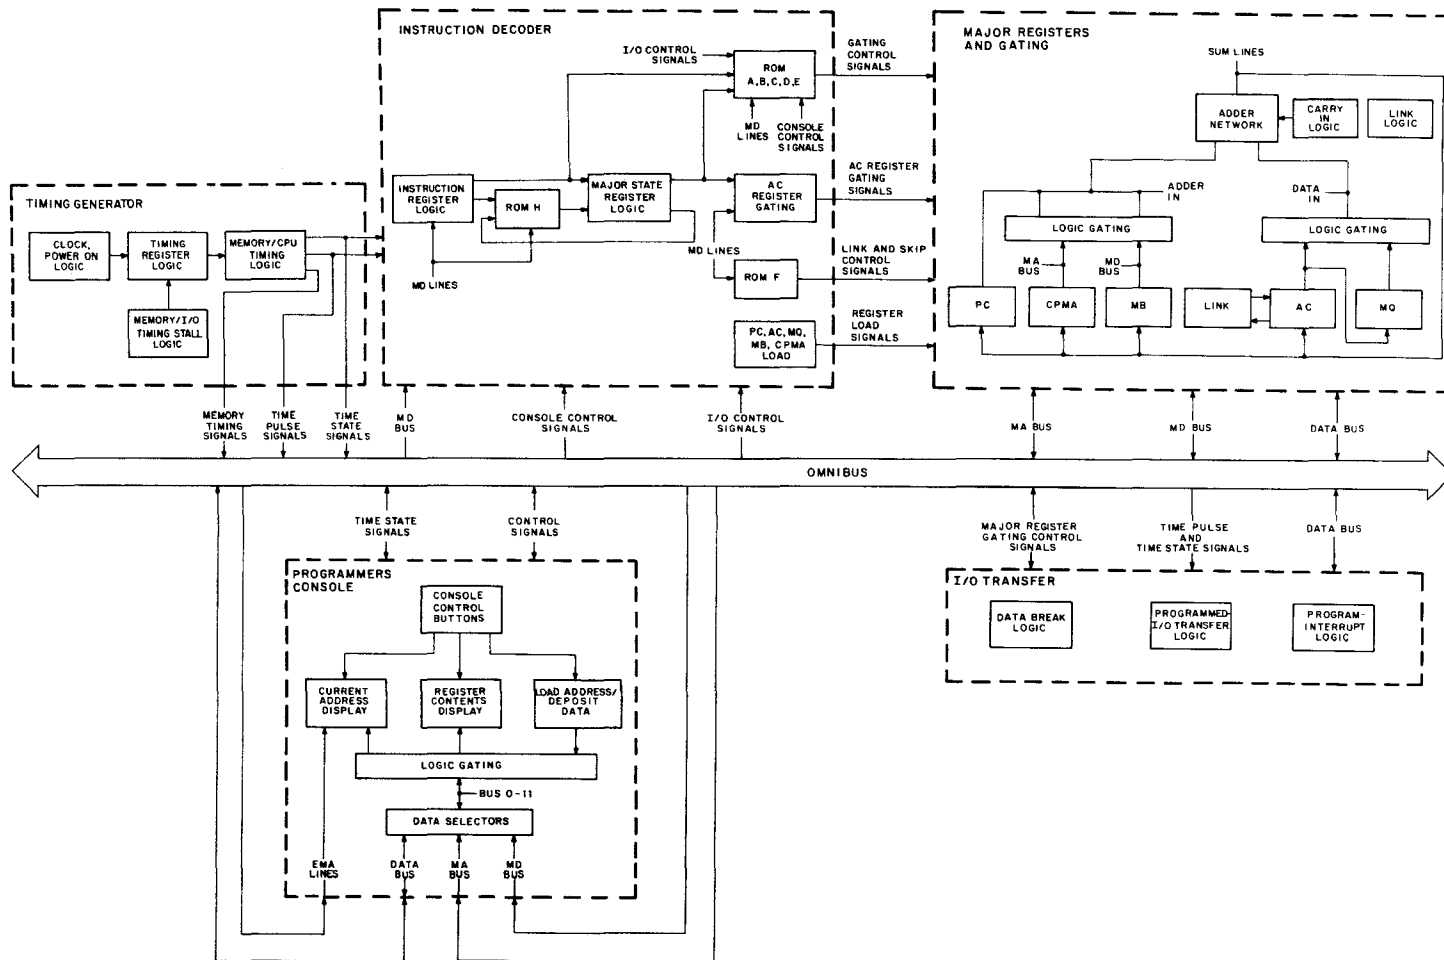 INSTRUCTION DECODER
I/O CONTROL
SIGNALS
ROM
A,B,C,D,E
MD
LINES
CONSOLE
CONTROL
SIGNALS
INSTRUCTION
REGISTER
LOGIC
ROM H
MAJOR STATE
REGISTER
LOGIC
AC
REGISTER
GATING
MD LINES
MD LINES
ROM F
PC, AC, MQ,
MB, CPMA
LOAD
GATING
CONTROL
SIGNALS
AC REGISTER
GATING
SIGNALS
LINK AND SKIP
CONTROL
SIGNALS
REGISTER
LOAD
SIGNALS
MAJOR REGISTERS
AND GATING
SUM LINES
ADDER
NETWORK
CARRY
IN
LOGIC
LINK
LOGIC
ADDER
IN
DATA
IN
LOGIC GATING
LOGIC GATING
MA
BUS
MD
BUS
PC
CPMA
MB
LINK
AC
MQ
TIMING GENERATOR
CLOCK,
POWER ON
LOGIC
TIMING
REGISTER
LOGIC
MEMORY/CPU
TIMING
LOGIC
MEMORY/I/O
TIMING STALL
LOGIC
MEMORY
TIMING
SIGNALS
TIME
PULSE
SIGNALS
TIME
STATE
SIGNALS
MD
BUS
CONSOLE CONTROL
SIGNALS
I/O CONTROL
SIGNALS
MA BUS
MD BUS
DATA BUS
OMNIBUS
TIME STATE
SIGNALS
CONTROL
SIGNALS
MAJOR REGISTER
GATING CONTROL
SIGNALS
TIME PULSE
AND
TIME STATE SIGNALS
DATA BUS
PROGRAMMERS
CONSOLE
CONSOLE
CONTROL
BUTTONS
CURRENT
ADDRESS
DISPLAY
REGISTER
CONTENTS
DISPLAY
LOAD ADDRESS/
DEPOSIT
DATA
LOGIC GATING
BUS 0-11
DATA SELECTORS
EMA
LINES
DATA
BUS
MA
BUS
MD
BUS
I/O TRANSFER
DATA BREAK
LOGIC
PROGRAMMED-
I/O TRANSFER
LOGIC
PROGRAM-
INTERRUPT
LOGIC